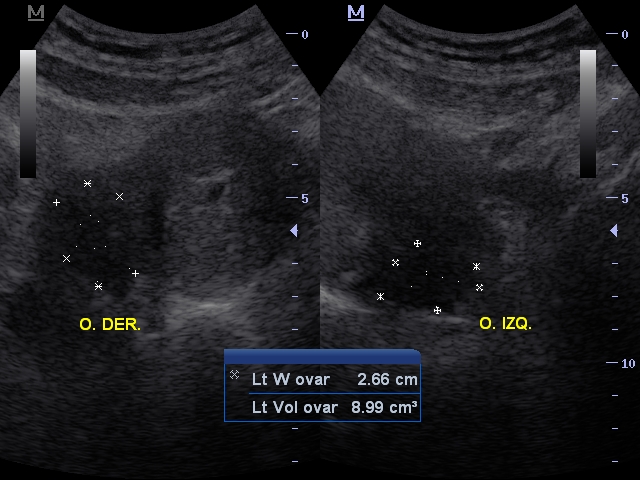 M
M
0
0
5
5
10
O. DER.
O. IZQ.
Lt W ovar 2.66 cm
Lt Vol ovar 8.99 cm³